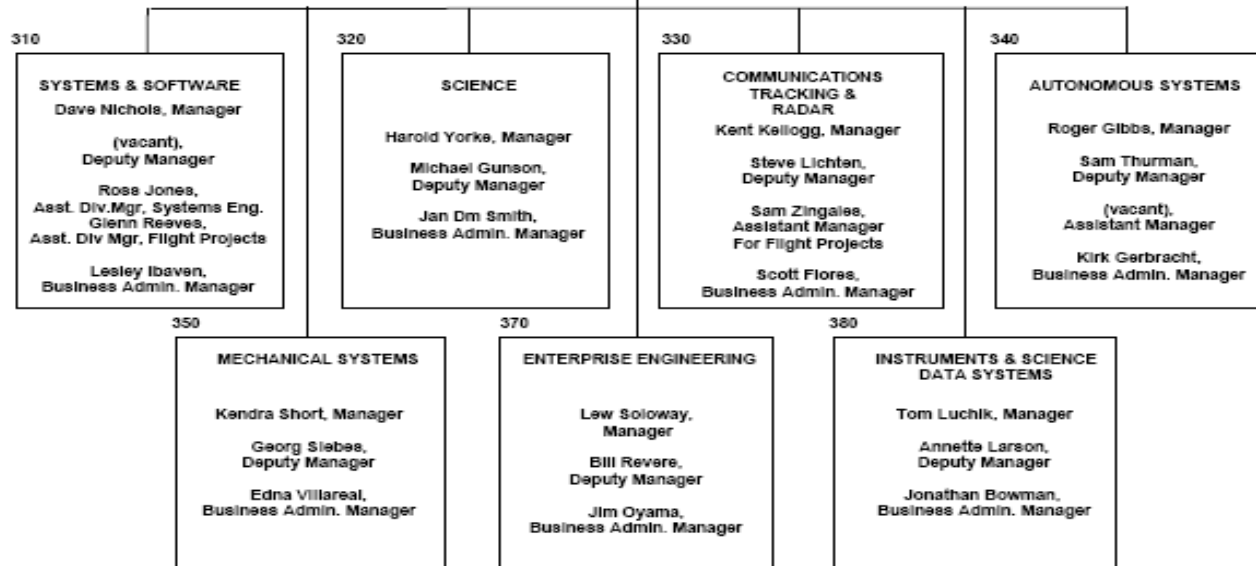 310
SYSTEMS & SOFTWARE
Dave Nichols, Manager
(vacant),
Deputy Manager
Ross Jones,
Asst. Div.Mgr, Systems Eng.
Glenn Reeves,
Asst. Div Mgr, Flight Projects
Lesley Ibaven,
Business Admin. Manager
320
SCIENCE
Harold Yorke, Manager
Michael Gunson,
Deputy Manager
Jan Dm Smith,
Business Admin. Manager
330
COMMUNICATIONS
TRACKING &
RADAR
Kent Kellogg, Manager
Steve Lichten,
Deputy Manager
Sam Zingales,
Assistant Manager
For Flight Projects
Scott Flores,
Business Admin. Manager
340
AUTONOMOUS SYSTEMS
Roger Gibbs, Manager
Sam Thurman,
Deputy Manager
(vacant),
Assistant Manager
Kirk Gerbracht,
Business Admin. Manager
350
MECHANICAL SYSTEMS
Kendra Short, Manager
Georg Siebes,
Deputy Manager
Edna Villareal,
Business Admin. Manager
370
ENTERPRISE ENGINEERING
Lew Soloway,
Manager
Bill Revere,
Deputy Manager
Jim Oyama,
Business Admin. Manager
380
INSTRUMENTS & SCIENCE
DATA SYSTEMS
Tom Luchik, Manager
Annette Larson,
Deputy Manager
Jonathan Bowman,
Business Admin. Manager